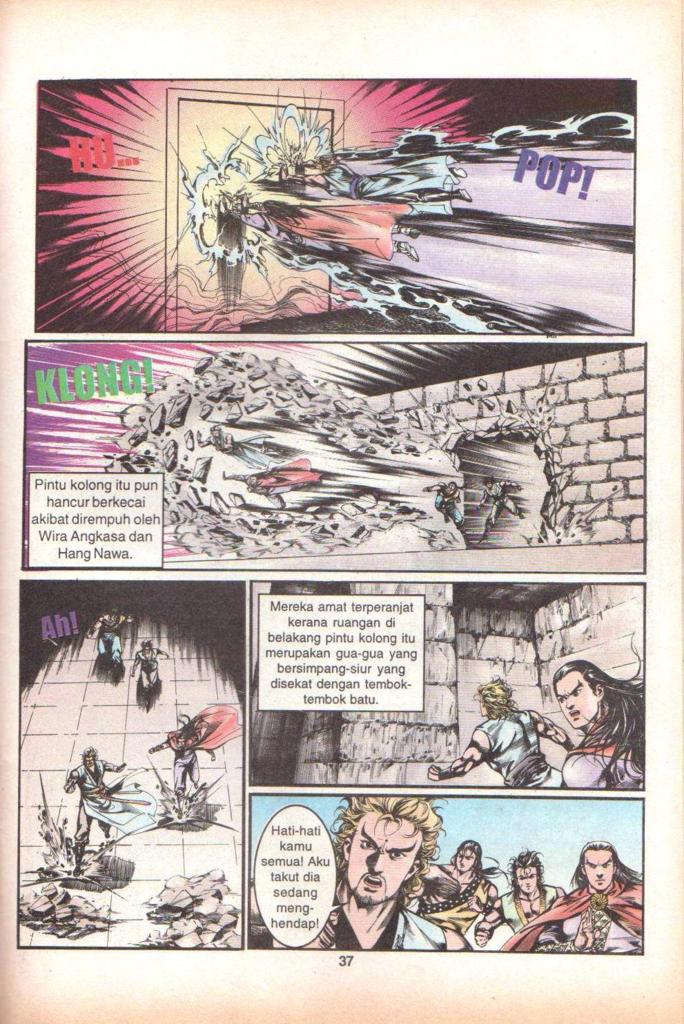 HO...
POP!
KLONG!
Pintu kolong itu pun
hancur berkecai
akibat dirempuh oleh
Wira Angkasa dan
Hang Nawa.
Ah!
Mereka amat terperanjat
kerana ruangan di
belakang pintu kolong itu
merupakan gua-gua yang
bersimpang-siur yang
disekat dengan tembok-
tembok batu.
Hati-hati
kamu
semua! Aku
takut dia
sedang
meng-
hendap!
37